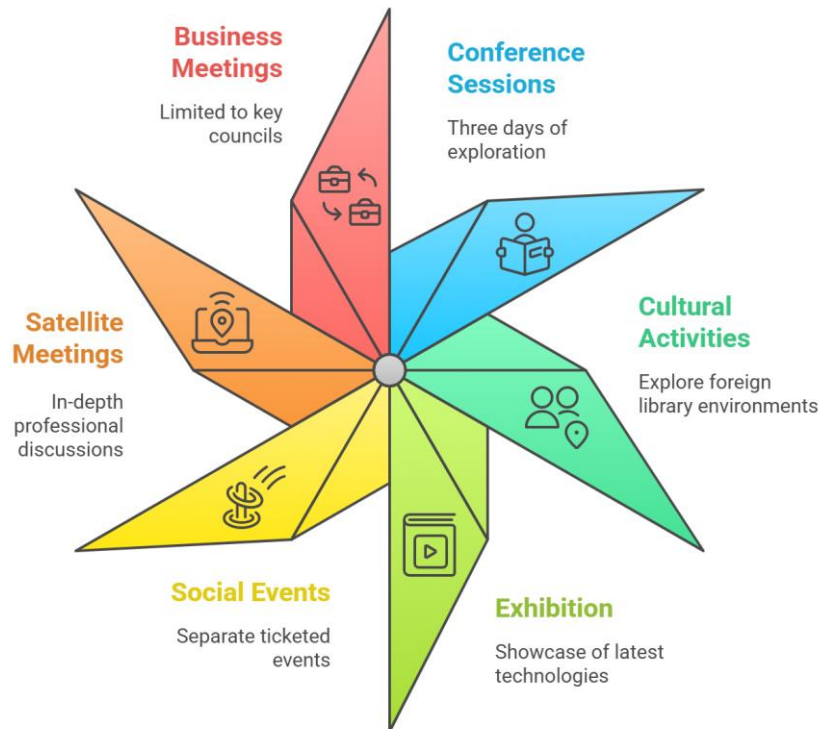 Business
Meetings
Limited to key
councils
Conference
Sessions
Three days of
exploration
Cultural
Activities
Explore foreign
library environments
Satellite
Meetings
In-depth
professional
discussions
Social Events
Separate ticketed
events
Exhibition
Showcase of latest
technologies